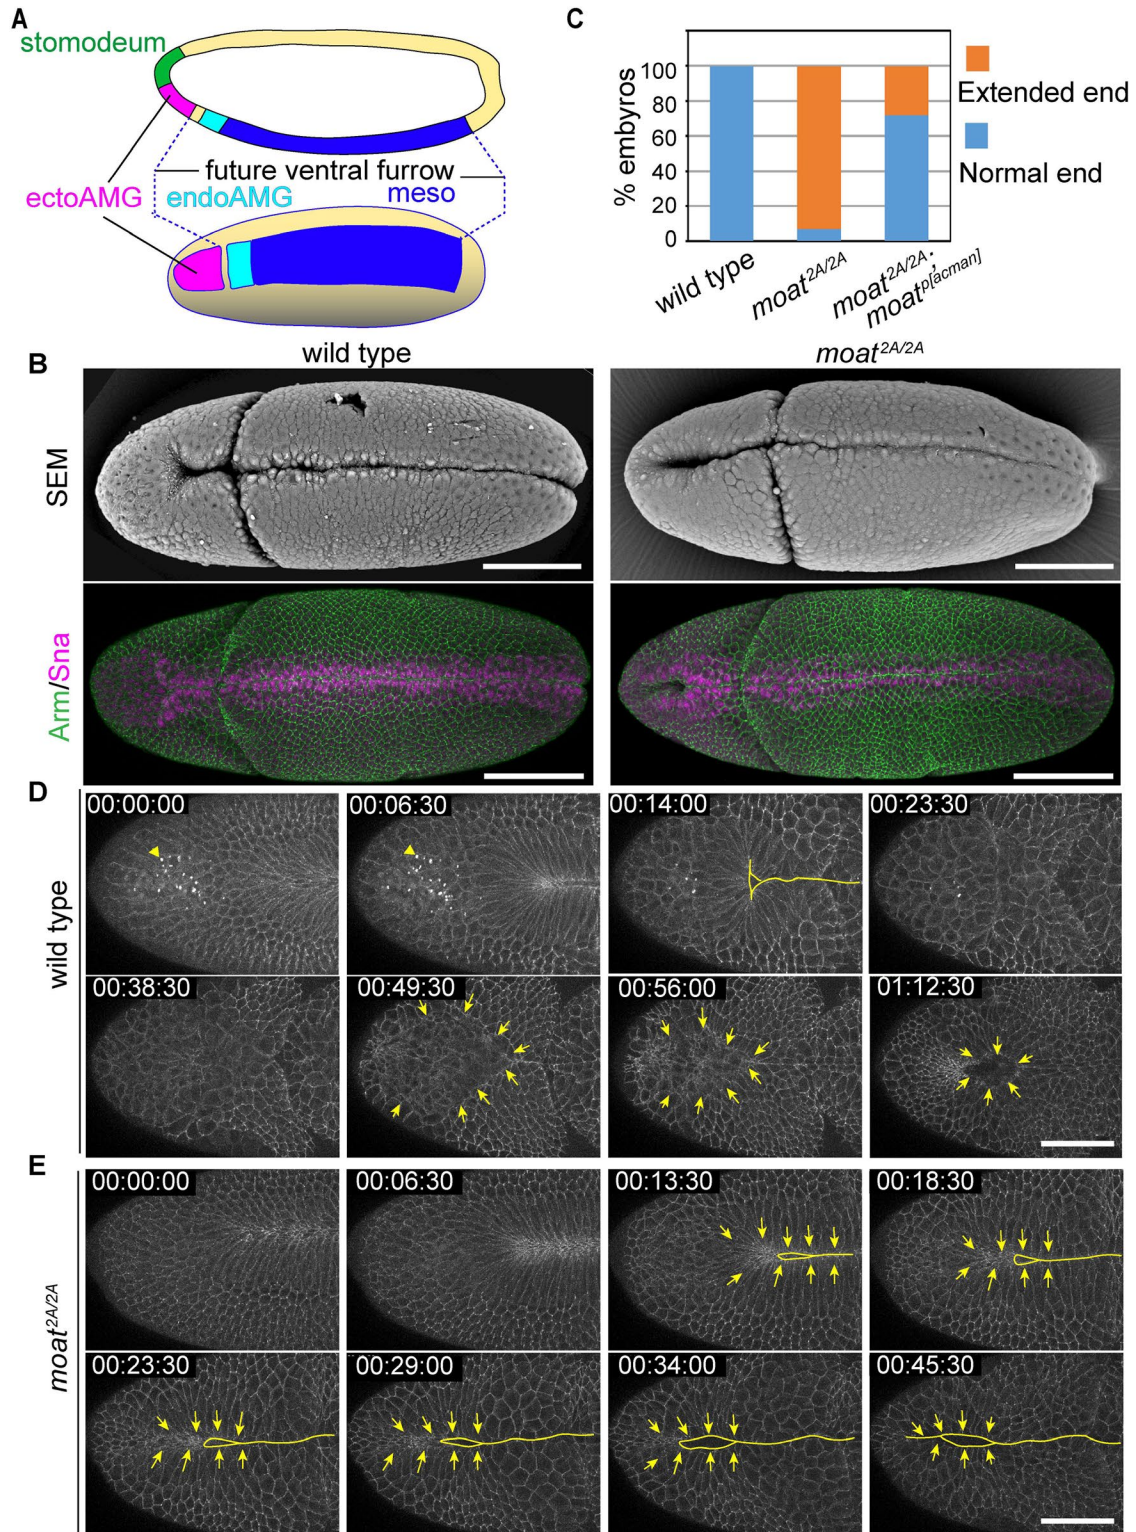 A
stomodeum
future ventral furrow
ectoAMG
endoAMG
meso
C
% embyros
100
80
60
40
20
0
wild type
moat2A/2A
moat2A/2A;
moatp[acman]
Extended end
Normal end
B
wild type
moat2A/2A
SEM
Arm/Sna
D
wild type
00:00:00
00:06:30
00:14:00
00:23:30
00:38:30
00:49:30
00:56:00
01:12:30
E
moat2A/2A
00:00:00
00:06:30
00:13:30
00:18:30
00:23:30
00:29:00
00:34:00
00:45:30